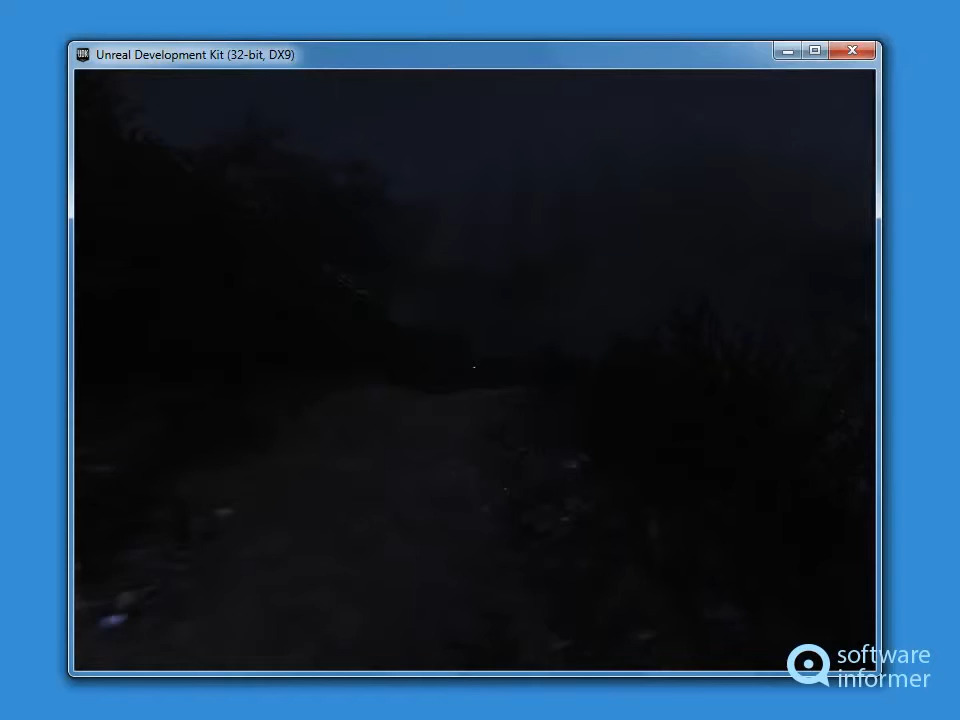 Unreal Development Kit (32-bit, DX9)
software
informer